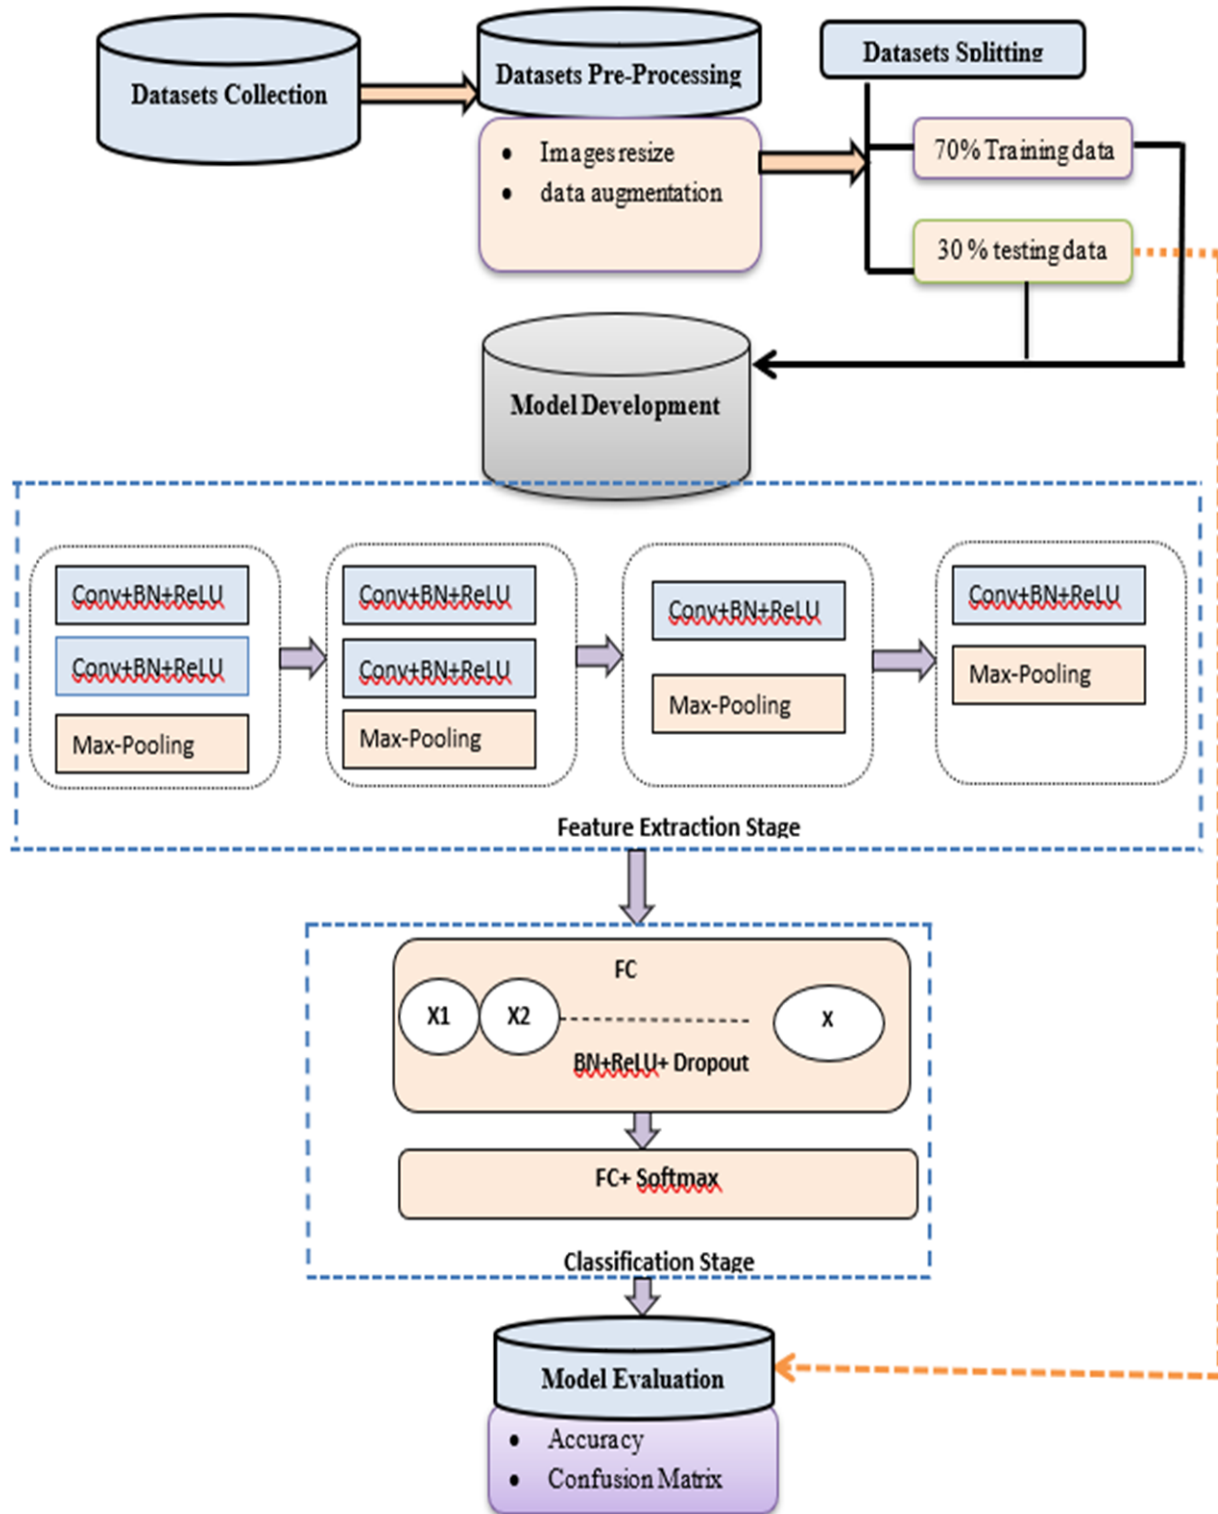 Datasets Collection
Datasets Pre-Processing
• Images resize
• data augmentation
Datasets Splitting
70% Training data
30 % testing data
Model Development
Conv+BN+ReLU
Conv+BN+ReLU
Max-Pooling
Conv+BN+ReLU
Conv+BN+ReLU
Max-Pooling
Conv+BN+ReLU
Max-Pooling
Conv+BN+ReLU
Max-Pooling
Feature Extraction Stage
FC
X1 X2 X
BN+ReLU+ Dropout
FC+ Softmax
Classification Stage
Model Evaluation
• Accuracy
• Confusion Matrix